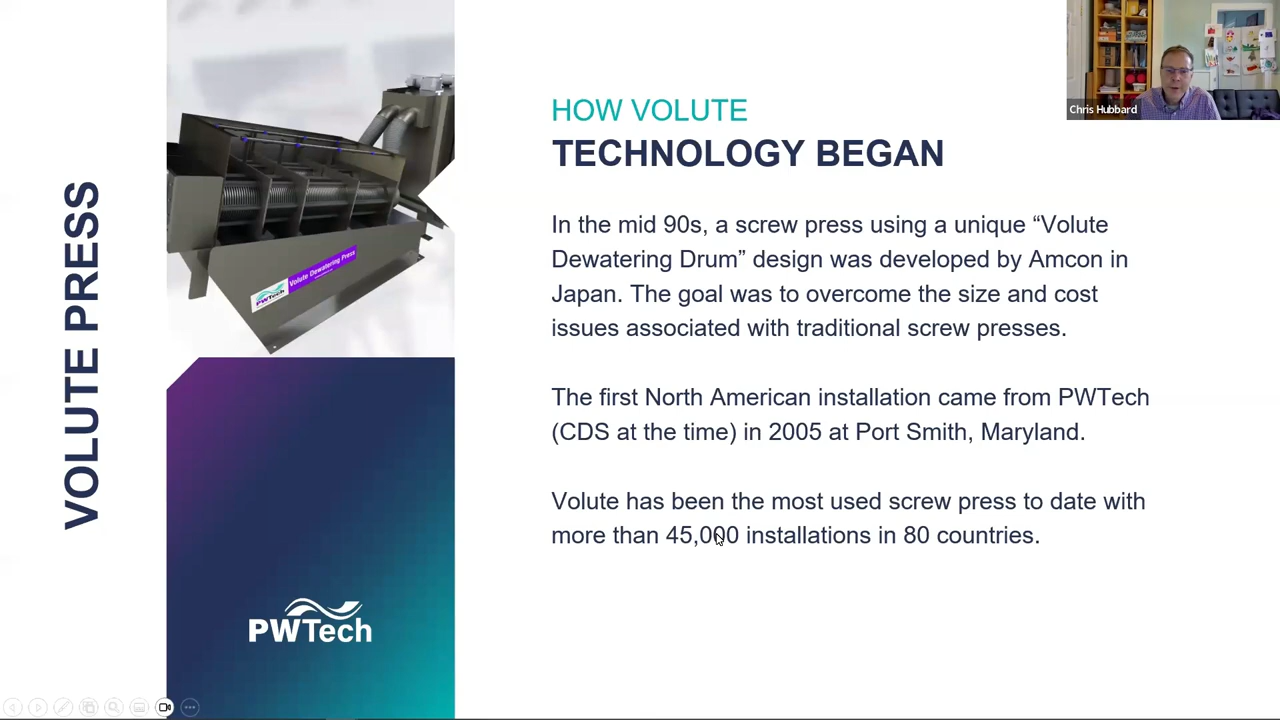 VOLUTE PRESS
PWTech
Volute Dewatering Press
HOW VOLUTE
TECHNOLOGY BEGAN
In the mid 90s, a screw press using a unique “Volute
Dewatering Drum” design was developed by Amcon in
Japan. The goal was to overcome the size and cost
issues associated with traditional screw presses.
The first North American installation came from PWTech
(CDS at the time) in 2005 at Port Smith, Maryland.
Volute has been the most used screw press to date with
more than 45,000 installations in 80 countries.
PWTech
Chris Hubbard